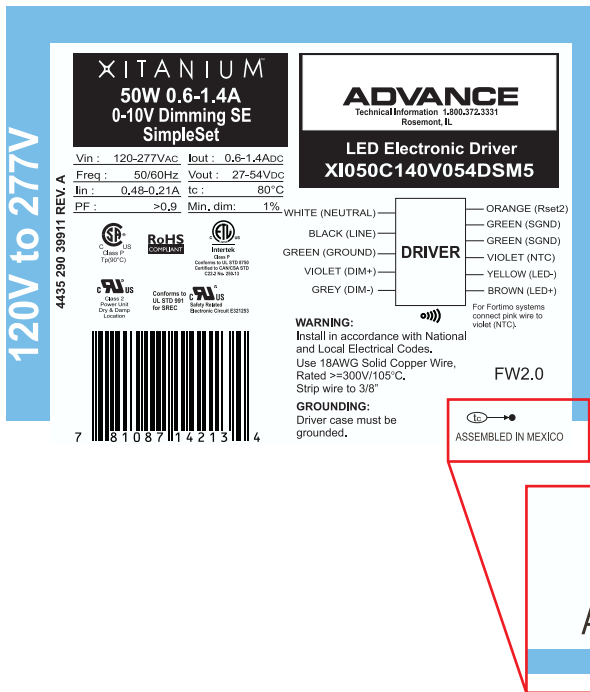 120V to 277V
4435 290 39911 REV. A
XITANIUM
50W 0.6-1.4A
0-10V Dimming SE
SimpleSet
Vin : 120-277VAC Iout : 0.6-1.4ADC
Freq : 50/60Hz Vout : 27-54VDC
Iin : 0.48-0.21A tc : 80°C
PF : >0.9 Min. dim: 1%
C US
Class P
Tp(90°C)
RoHS
COMPLIANT
ETL
Intertek
Class P
Conforms to UL STD 8750
Certified to CAN/CSA STD
C22.2 No. 250.13
C US
Class 2
Power Unit
Dry & Damp
Location
Conforms to
UL STD 991
for SREC
C US
Safety Related
Electronic Circuit E321253
7 81087 14213 4
ADVANCE
Technical Information 1.800.372.3331
Rosemont, IL
LED Electronic Driver
XI050C140V054DSM5
WHITE (NEUTRAL)
BLACK (LINE)
GREEN (GROUND)
VIOLET (DIM+)
GREY (DIM-)
DRIVER
ORANGE (Rset2)
GREEN (SGND)
GREEN (SGND)
VIOLET (NTC)
YELLOW (LED-)
BROWN (LED+)
For Fortimo systems
connect pink wire to
violet (NTC).
WARNING:
Install in accordance with National
and Local Electrical Codes.
Use 18AWG Solid Copper Wire,
Rated >=300V/105°C.
Strip wire to 3/8”
GROUNDING:
Driver case must be
grounded.
FW2.0
tc
ASSEMBLED IN MEXICO
A